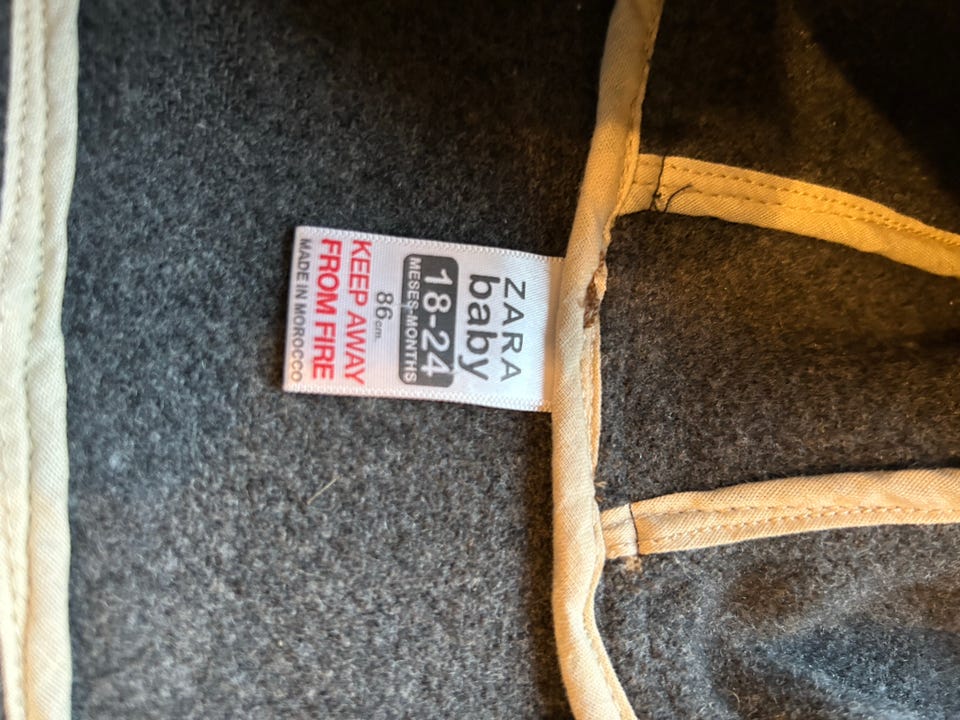 ZARA
baby
18-24
MESES-MONTHS
86cm.
KEEP AWAY
FROM FIRE
MADE IN MOROCCO